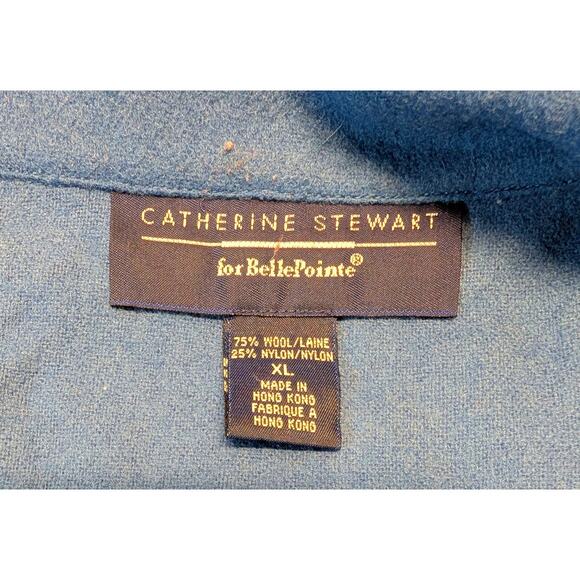 CATHERINE STEWART
for BellePointe®
75% WOOL/LAINE
25% NYLON/NYLON
XL
MADE IN
HONG KONG
FABRIQUE A
HONG KONG